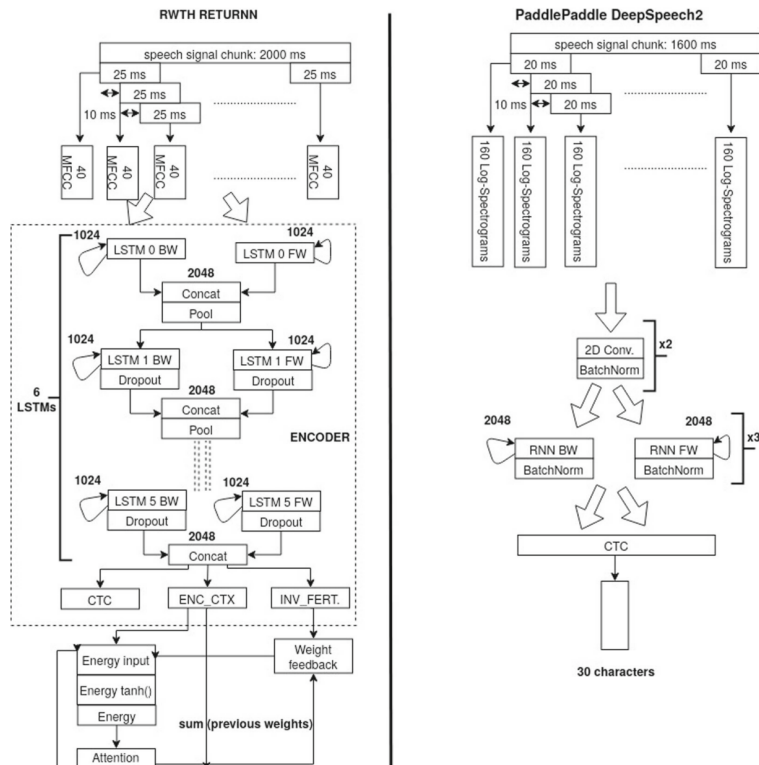 RWTH RETURNN
speech signal chunk: 2000 ms
25 ms
25 ms
25 ms
10 ms
25 ms
40 MFCC
40 MFCC
40 MFCC
40 MFCC
1024
LSTM 0 BW
1024
LSTM 0 FW
2048
Concat
Pool
1024
LSTM 1 BW
Dropout
1024
LSTM 1 FW
Dropout
2048
Concat
Pool
6 LSTMs
ENCODER
1024
LSTM 5 BW
Dropout
1024
LSTM 5 FW
Dropout
2048
Concat
CTC
ENC_CTX
INV_FERT.
Energy input
Energy tanh()
Energy
Attention
Weight feedback
sum (previous weights)
PaddlePaddle DeepSpeech2
speech signal chunk: 1600 ms
20 ms
20 ms
20 ms
10 ms
20 ms
160 Log-Spectrograms
160 Log-Spectrograms
160 Log-Spectrograms
160 Log-Spectrograms
2D Conv.
BatchNorm
x2
2048
RNN BW
BatchNorm
2048
RNN FW
BatchNorm
x3
CTC
30 characters